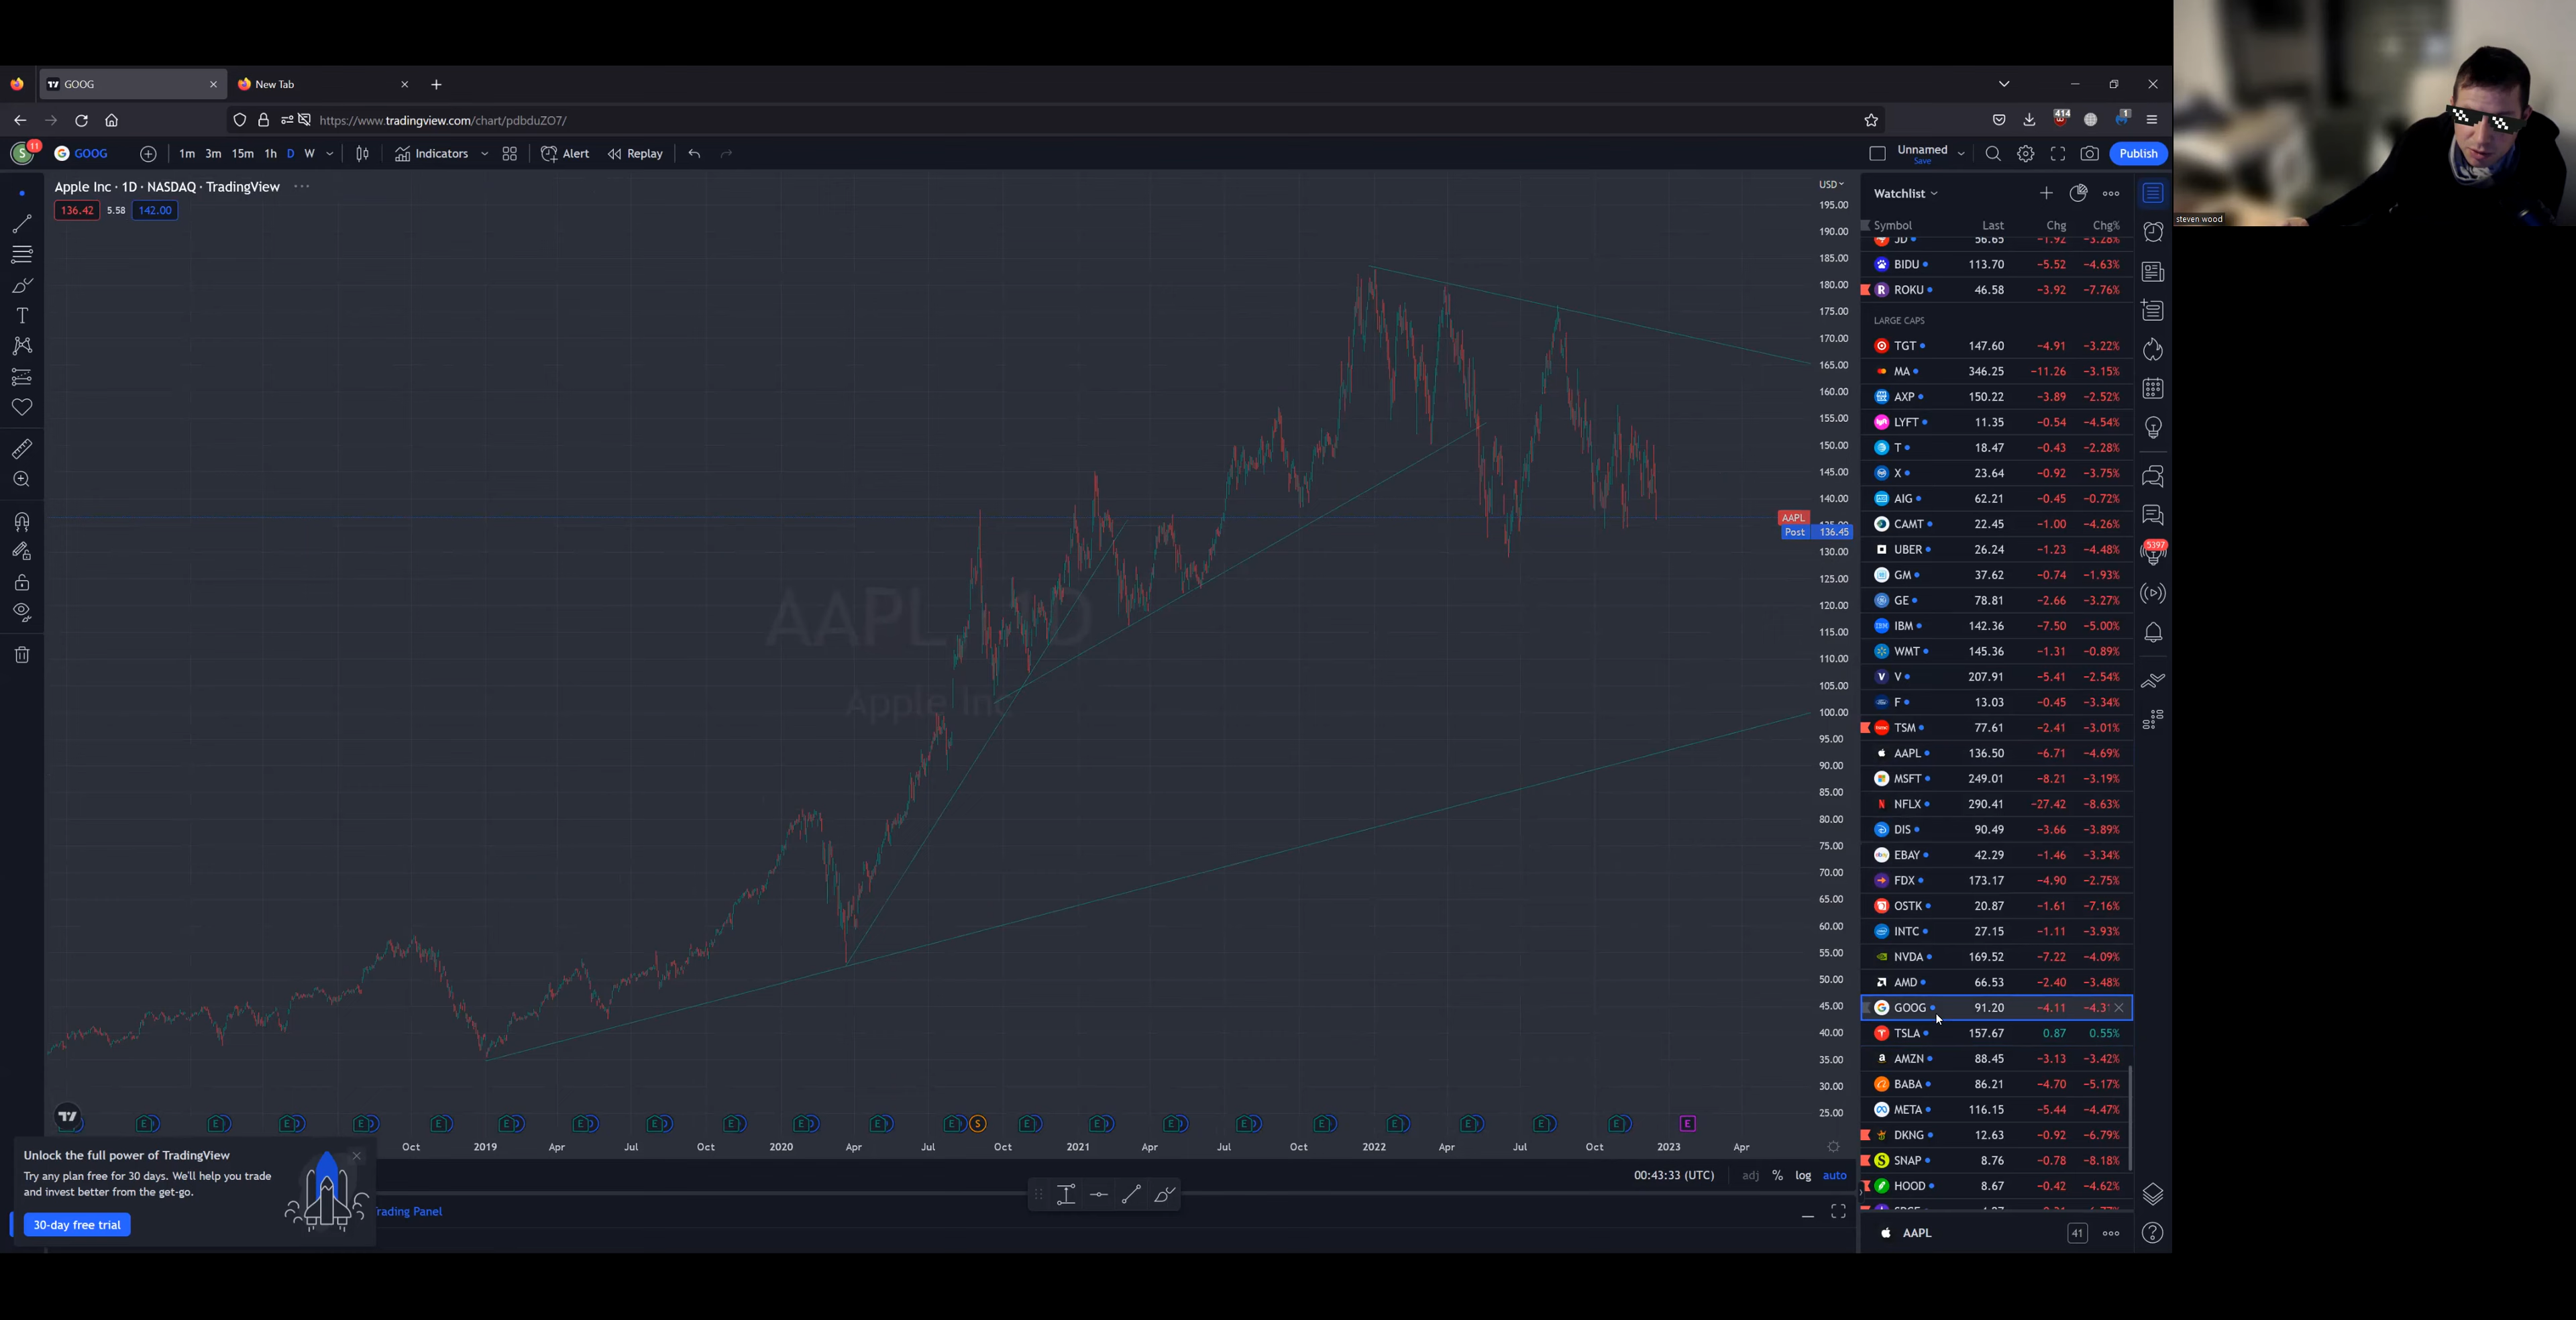 GOOG
New Tab
https://www.tradingview.com/chart/pdbduZO7/
414
1
11
GOOG 1m 3m 15m 1h D W Indicators Alert Replay
Unnamed
Save
Publish
Apple Inc · 1D · NASDAQ · TradingView
136.42 5.58 142.00
USD
195.00
190.00
185.00
180.00
175.00
170.00
165.00
160.00
155.00
150.00
145.00
140.00
AAPL
Post 136.45
130.00
125.00
120.00
115.00
110.00
105.00
100.00
95.00
90.00
85.00
80.00
75.00
70.00
65.00
60.00
55.00
50.00
45.00
40.00
35.00
30.00
25.00
AAPL 1D
Apple Inc
Oct 2019 Apr Jul Oct 2020 Apr Jul Oct 2021 Apr Jul Oct 2022 Apr Jul Oct 2023 Apr
00:43:33 (UTC) adj % log auto
Unlock the full power of TradingView
Try any plan free for 30 days. We'll help you trade
and invest better from the get-go.
30-day free trial
rading Panel
Watchlist
Symbol Last Chg Chg%
JD 56.65 −1.92 −3.28%
BIDU 113.70 −5.52 −4.63%
ROKU 46.58 −3.92 −7.76%
LARGE CAPS
TGT 147.60 −4.91 −3.22%
MA 346.25 −11.26 −3.15%
AXP 150.22 −3.89 −2.52%
LYFT 11.35 −0.54 −4.54%
T 18.47 −0.43 −2.28%
X 23.64 −0.92 −3.75%
AIG 62.21 −0.45 −0.72%
CAMT 22.45 −1.00 −4.26%
UBER 26.24 −1.23 −4.48%
GM 37.62 −0.74 −1.93%
GE 78.81 −2.66 −3.27%
IBM 142.36 −7.50 −5.00%
WMT 145.36 −1.31 −0.89%
V 207.91 −5.41 −2.54%
F 13.03 −0.45 −3.34%
TSM 77.61 −2.41 −3.01%
AAPL 136.50 −6.71 −4.69%
MSFT 249.01 −8.21 −3.19%
NFLX 290.41 −27.42 −8.63%
DIS 90.49 −3.66 −3.89%
EBAY 42.29 −1.46 −3.34%
FDX 173.17 −4.90 −2.75%
OSTK 20.87 −1.61 −7.16%
INTC 27.15 −1.11 −3.93%
NVDA 169.52 −7.22 −4.09%
AMD 66.53 −2.40 −3.48%
GOOG 91.20 −4.11 −4.31
TSLA 157.67 0.87 0.55%
AMZN 88.45 −3.13 −3.42%
BABA 86.21 −4.70 −5.17%
META 116.15 −5.44 −4.47%
DKNG 12.63 −0.92 −6.79%
SNAP 8.76 −0.78 −8.18%
HOOD 8.67 −0.42 −4.62%
AAPL 41
5397
steven wood